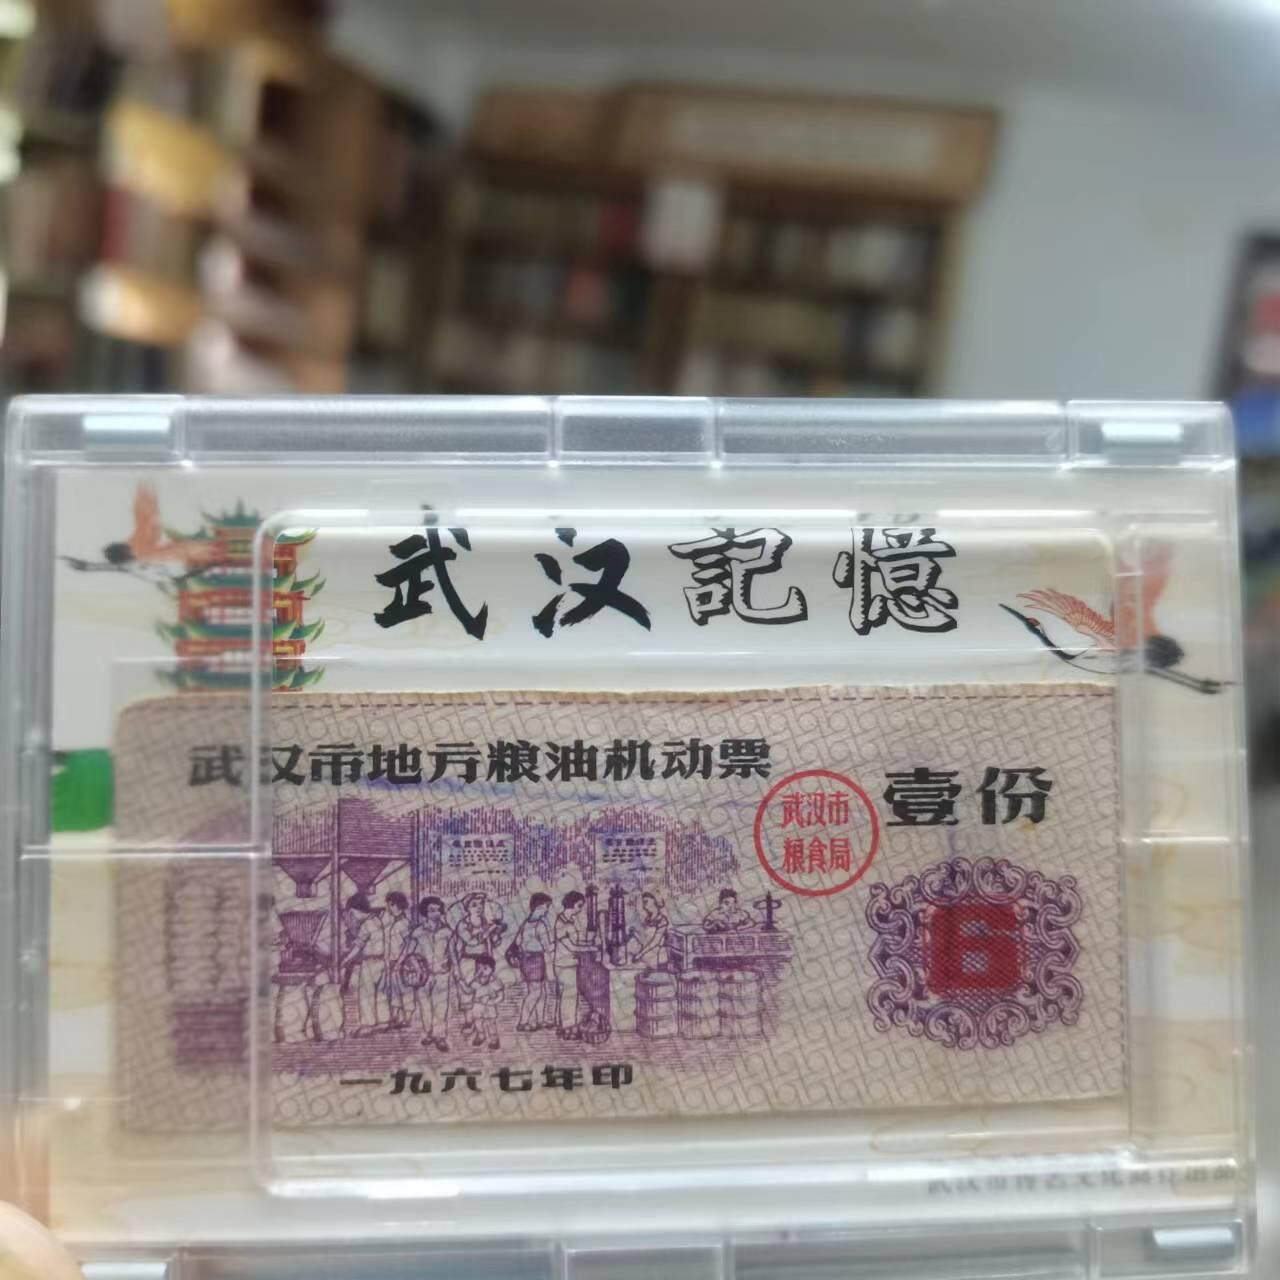 武汉記憶
武汉市地方粮油机动票
壹份
武汉市
粮食局
6
一九六七年印